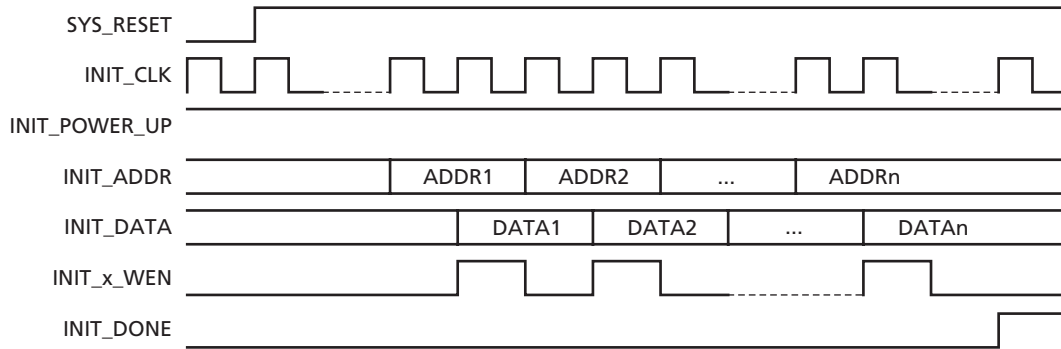 SYS_RESET
INIT_CLK
INIT_POWER_UP
INIT_ADDR ADDR1 ADDR2 ... ADDRn
INIT_DATA DATA1 DATA2 ... DATAn
INIT_x_WEN
INIT_DONE